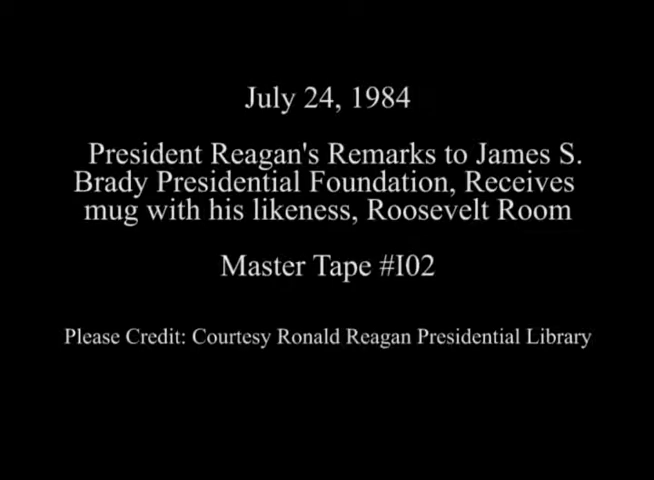 July 24, 1984
President Reagan's Remarks to James S.
Brady Presidential Foundation, Receives
mug with his likeness, Roosevelt Room
Master Tape #I02
Please Credit: Courtesy Ronald Reagan Presidential Library